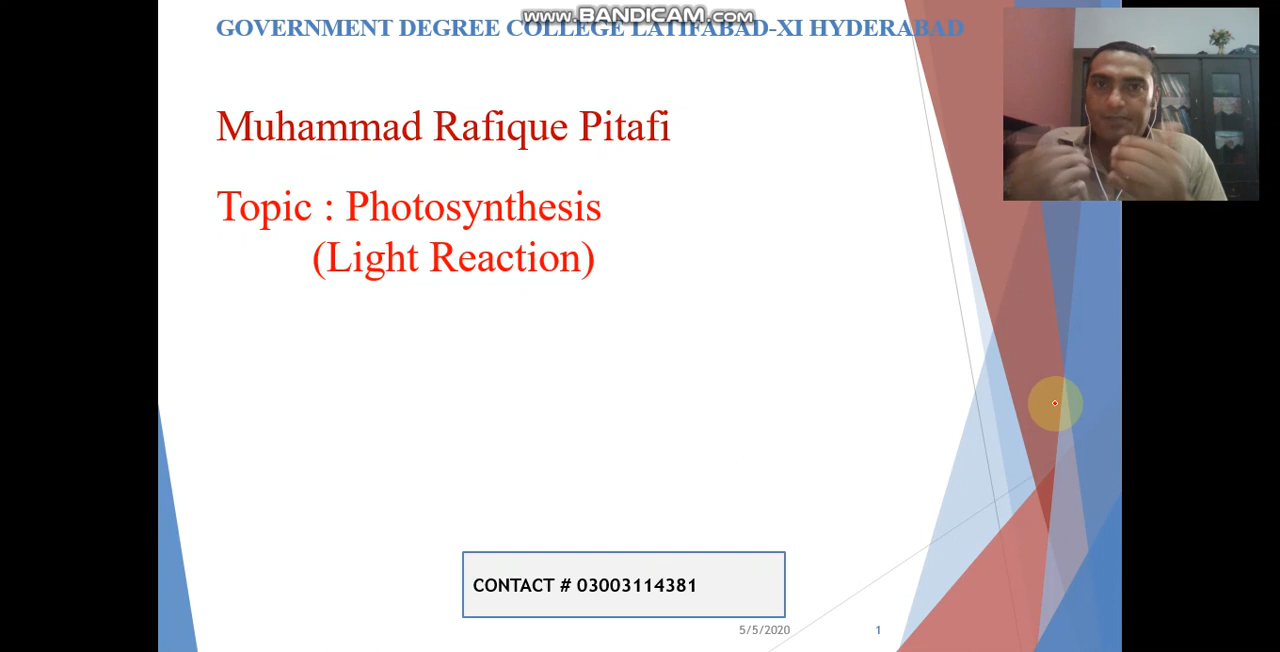 www.BANDICAM.com
GOVERNMENT DEGREE COLLEGE LATIFABAD-XI HYDERABAD
Muhammad Rafique Pitafi
Topic : Photosynthesis
(Light Reaction)
CONTACT # 03003114381
5/5/2020
1